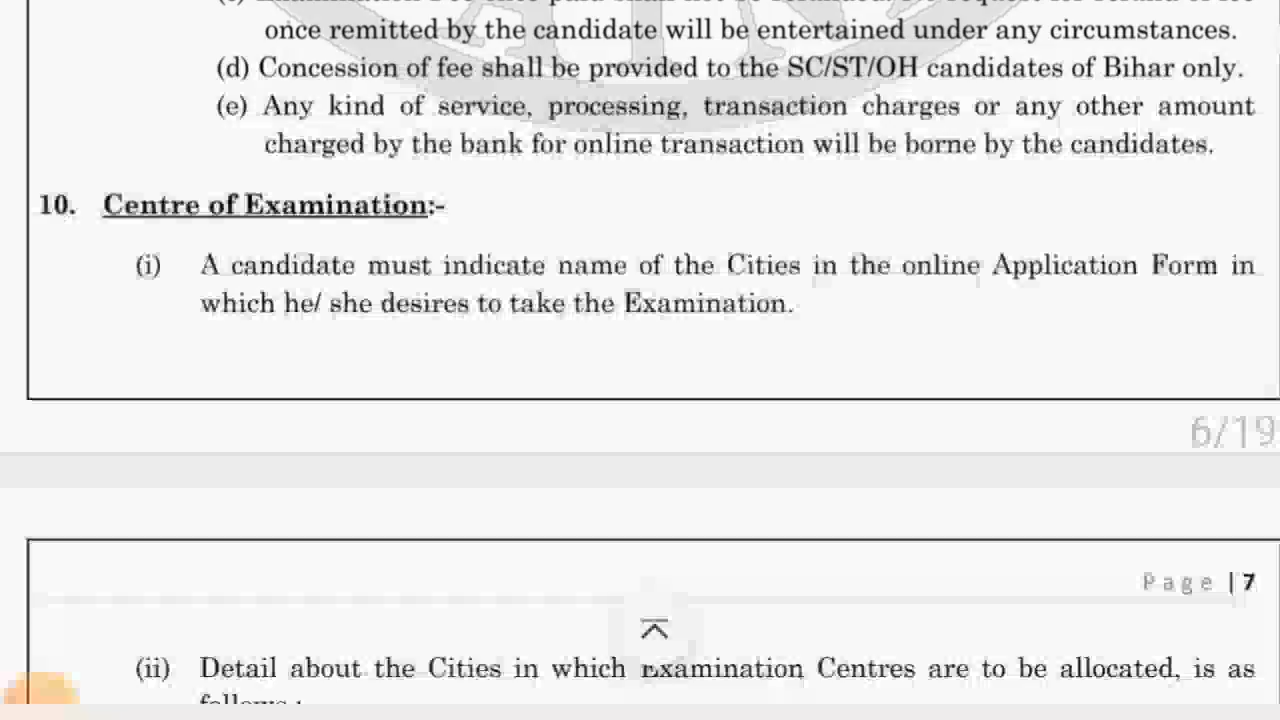 once remitted by the candidate will be entertained under any circumstances.
(d) Concession of fee shall be provided to the SC/ST/OH candidates of Bihar only.
(e) Any kind of service, processing, transaction charges or any other amount
charged by the bank for online transaction will be borne by the candidates.
10. Centre of Examination:-
(i) A candidate must indicate name of the Cities in the online Application Form in
which he/ she desires to take the Examination.
6/19
Page |7
(ii) Detail about the Cities in which Examination Centres are to be allocated, is as